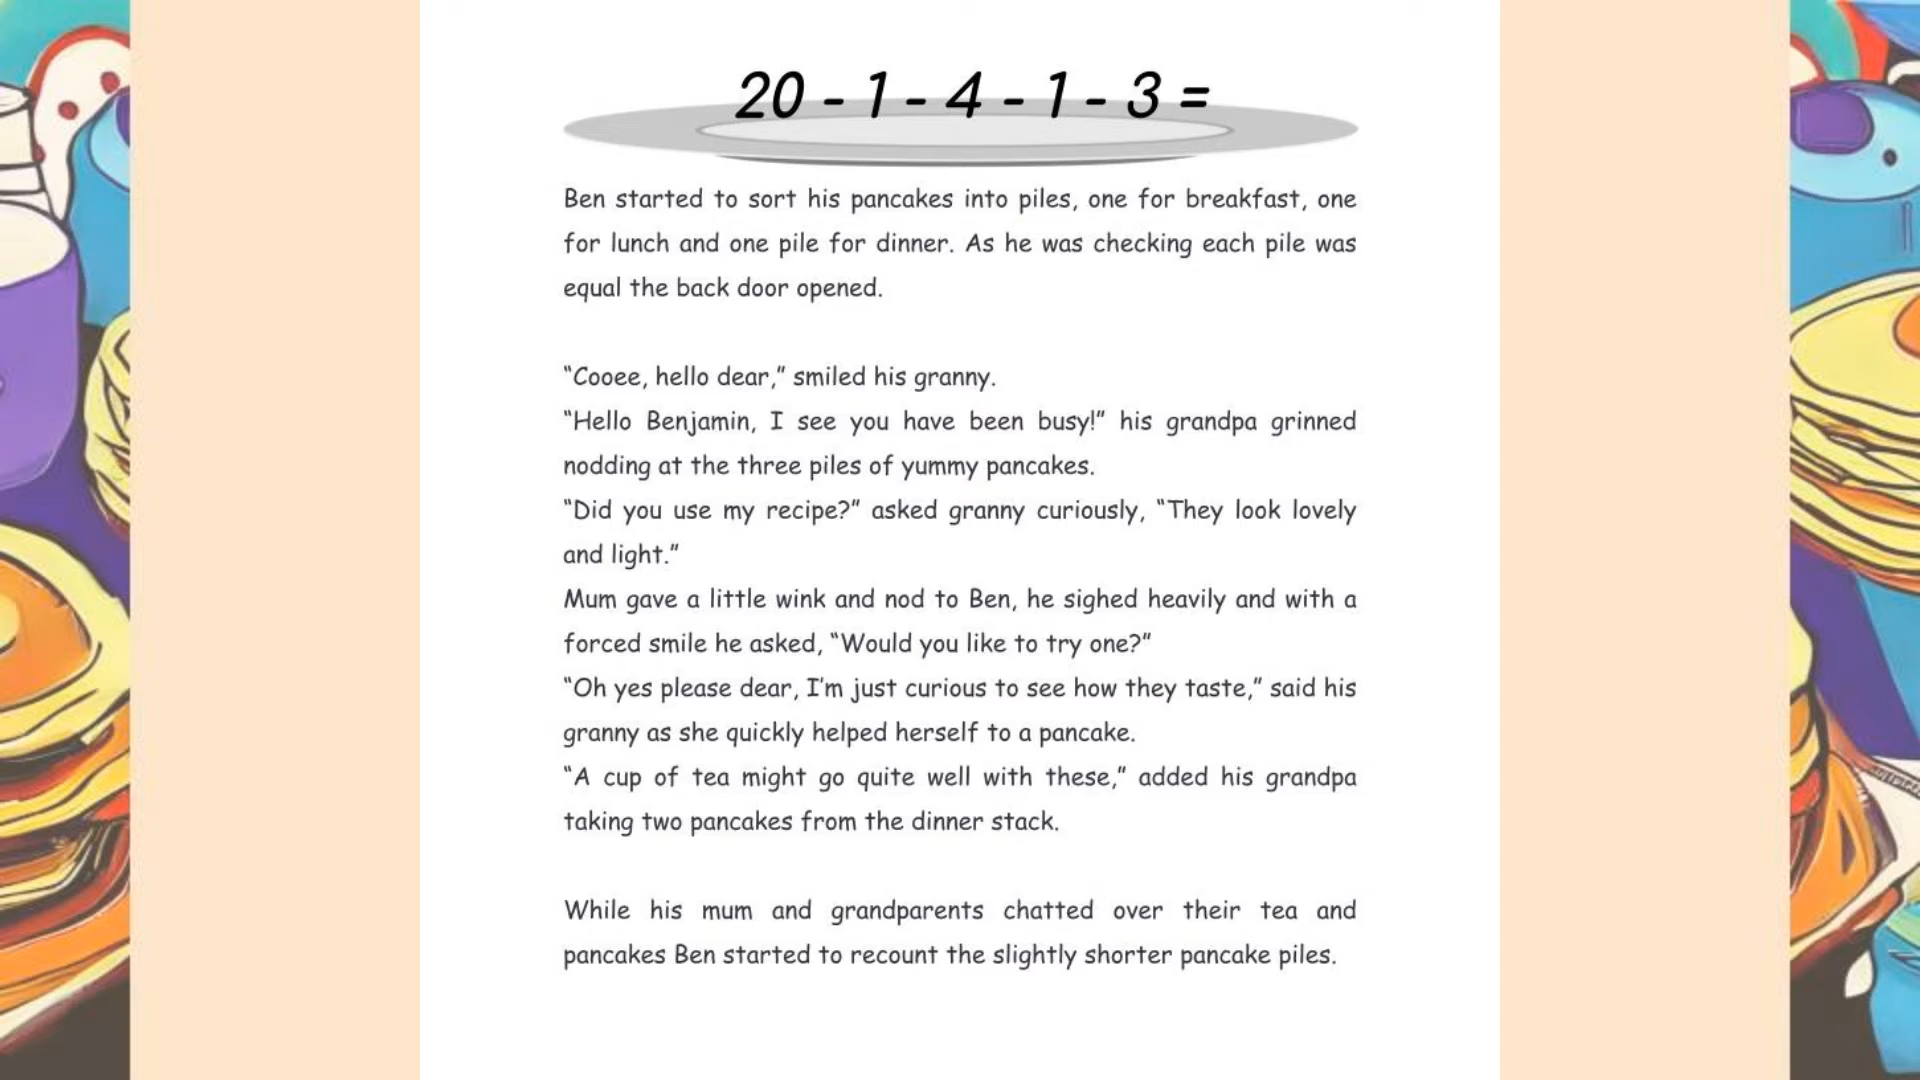 20 - 1 - 4 - 1 - 3 =
Ben started to sort his pancakes into piles, one for breakfast, one
for lunch and one pile for dinner. As he was checking each pile was
equal the back door opened.
“Cooee, hello dear,” smiled his granny.
“Hello Benjamin, I see you have been busy!” his grandpa grinned
nodding at the three piles of yummy pancakes.
“Did you use my recipe?” asked granny curiously, “They look lovely
and light.”
Mum gave a little wink and nod to Ben, he sighed heavily and with a
forced smile he asked, “Would you like to try one?”
“Oh yes please dear, I’m just curious to see how they taste,” said his
granny as she quickly helped herself to a pancake.
“A cup of tea might go quite well with these,” added his grandpa
taking two pancakes from the dinner stack.
While his mum and grandparents chatted over their tea and
pancakes Ben started to recount the slightly shorter pancake piles.